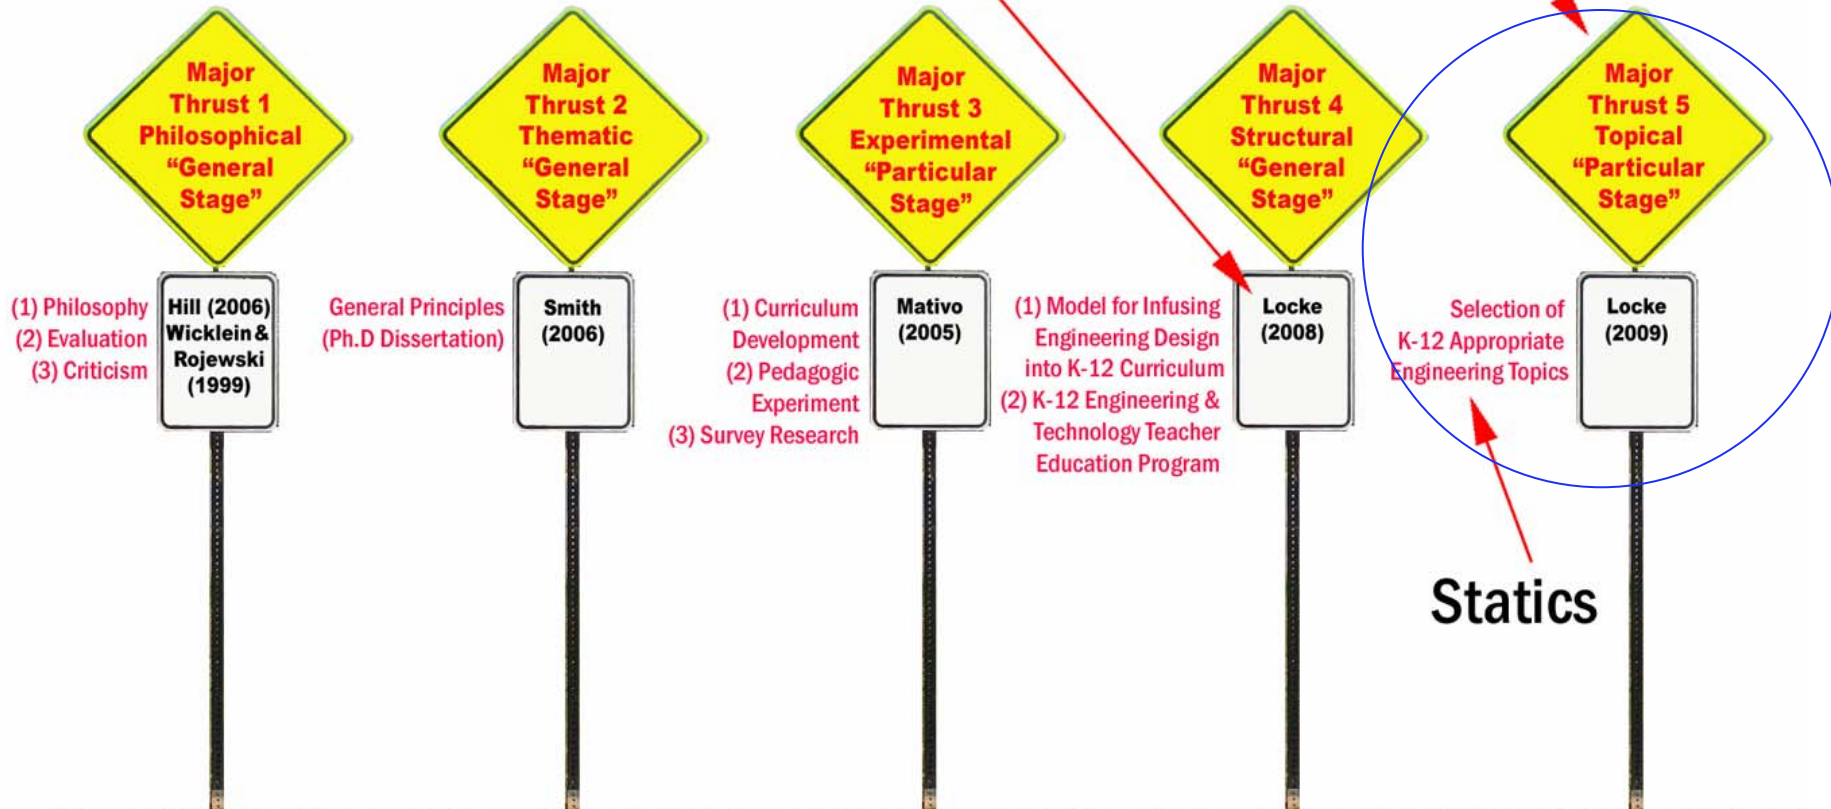 Major
Thrust 1
Philosophical
“General
Stage”
(1) Philosophy
(2) Evaluation
(3) Criticism
Hill (2006)
Wicklein &
Rojewski
(1999)
Major
Thrust 2
Thematic
“General
Stage”
General Principles
(Ph.D Dissertation)
Smith
(2006)
Major
Thrust 3
Experimental
“Particular
Stage”
(1) Curriculum
Development
(2) Pedagogic
Experiment
(3) Survey Research
Mativo
(2005)
Major
Thrust 4
Structural
“General
Stage”
(1) Model for Infusing
Engineering Design
into K-12 Curriculum
(2) K-12 Engineering &
Technology Teacher
Education Program
Locke
(2008)
Major
Thrust 5
Topical
“Particular
Stage”
Selection of
K-12 Appropriate
Engineering Topics
Locke
(2009)
Statics